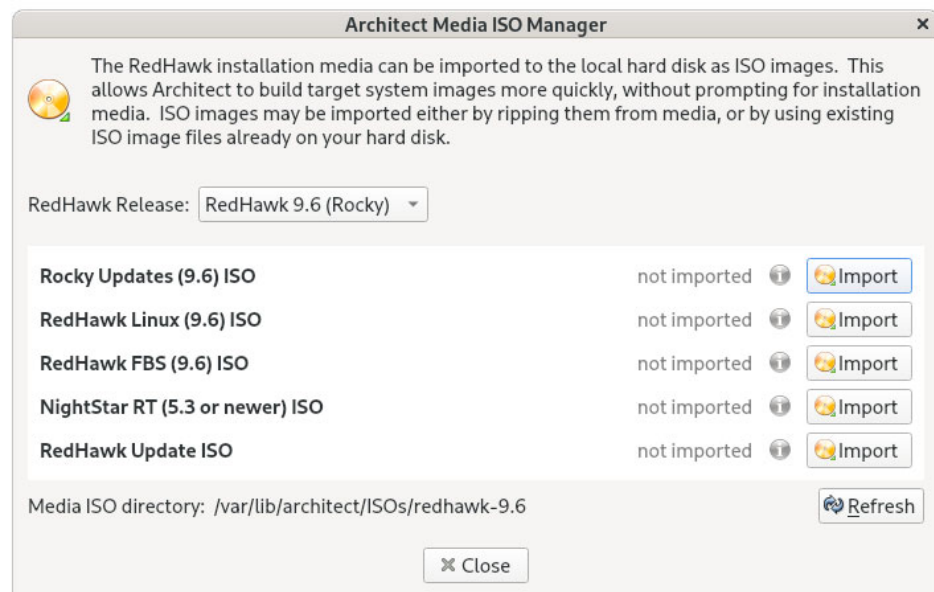 Architect Media ISO Manager
The RedHawk installation media can be imported to the local hard disk as ISO images.  This
allows Architect to build target system images more quickly, without prompting for installation
media.  ISO images may be imported either by ripping them from media, or by using existing
ISO image files already on your hard disk.
RedHawk Release: RedHawk 9.6 (Rocky)
Rocky Updates (9.6) ISO not imported Import
RedHawk Linux (9.6) ISO not imported Import
RedHawk FBS (9.6) ISO not imported Import
NightStar RT (5.3 or newer) ISO not imported Import
RedHawk Update ISO not imported Import
Media ISO directory: /var/lib/architect/ISOs/redhawk-9.6 Refresh
Close